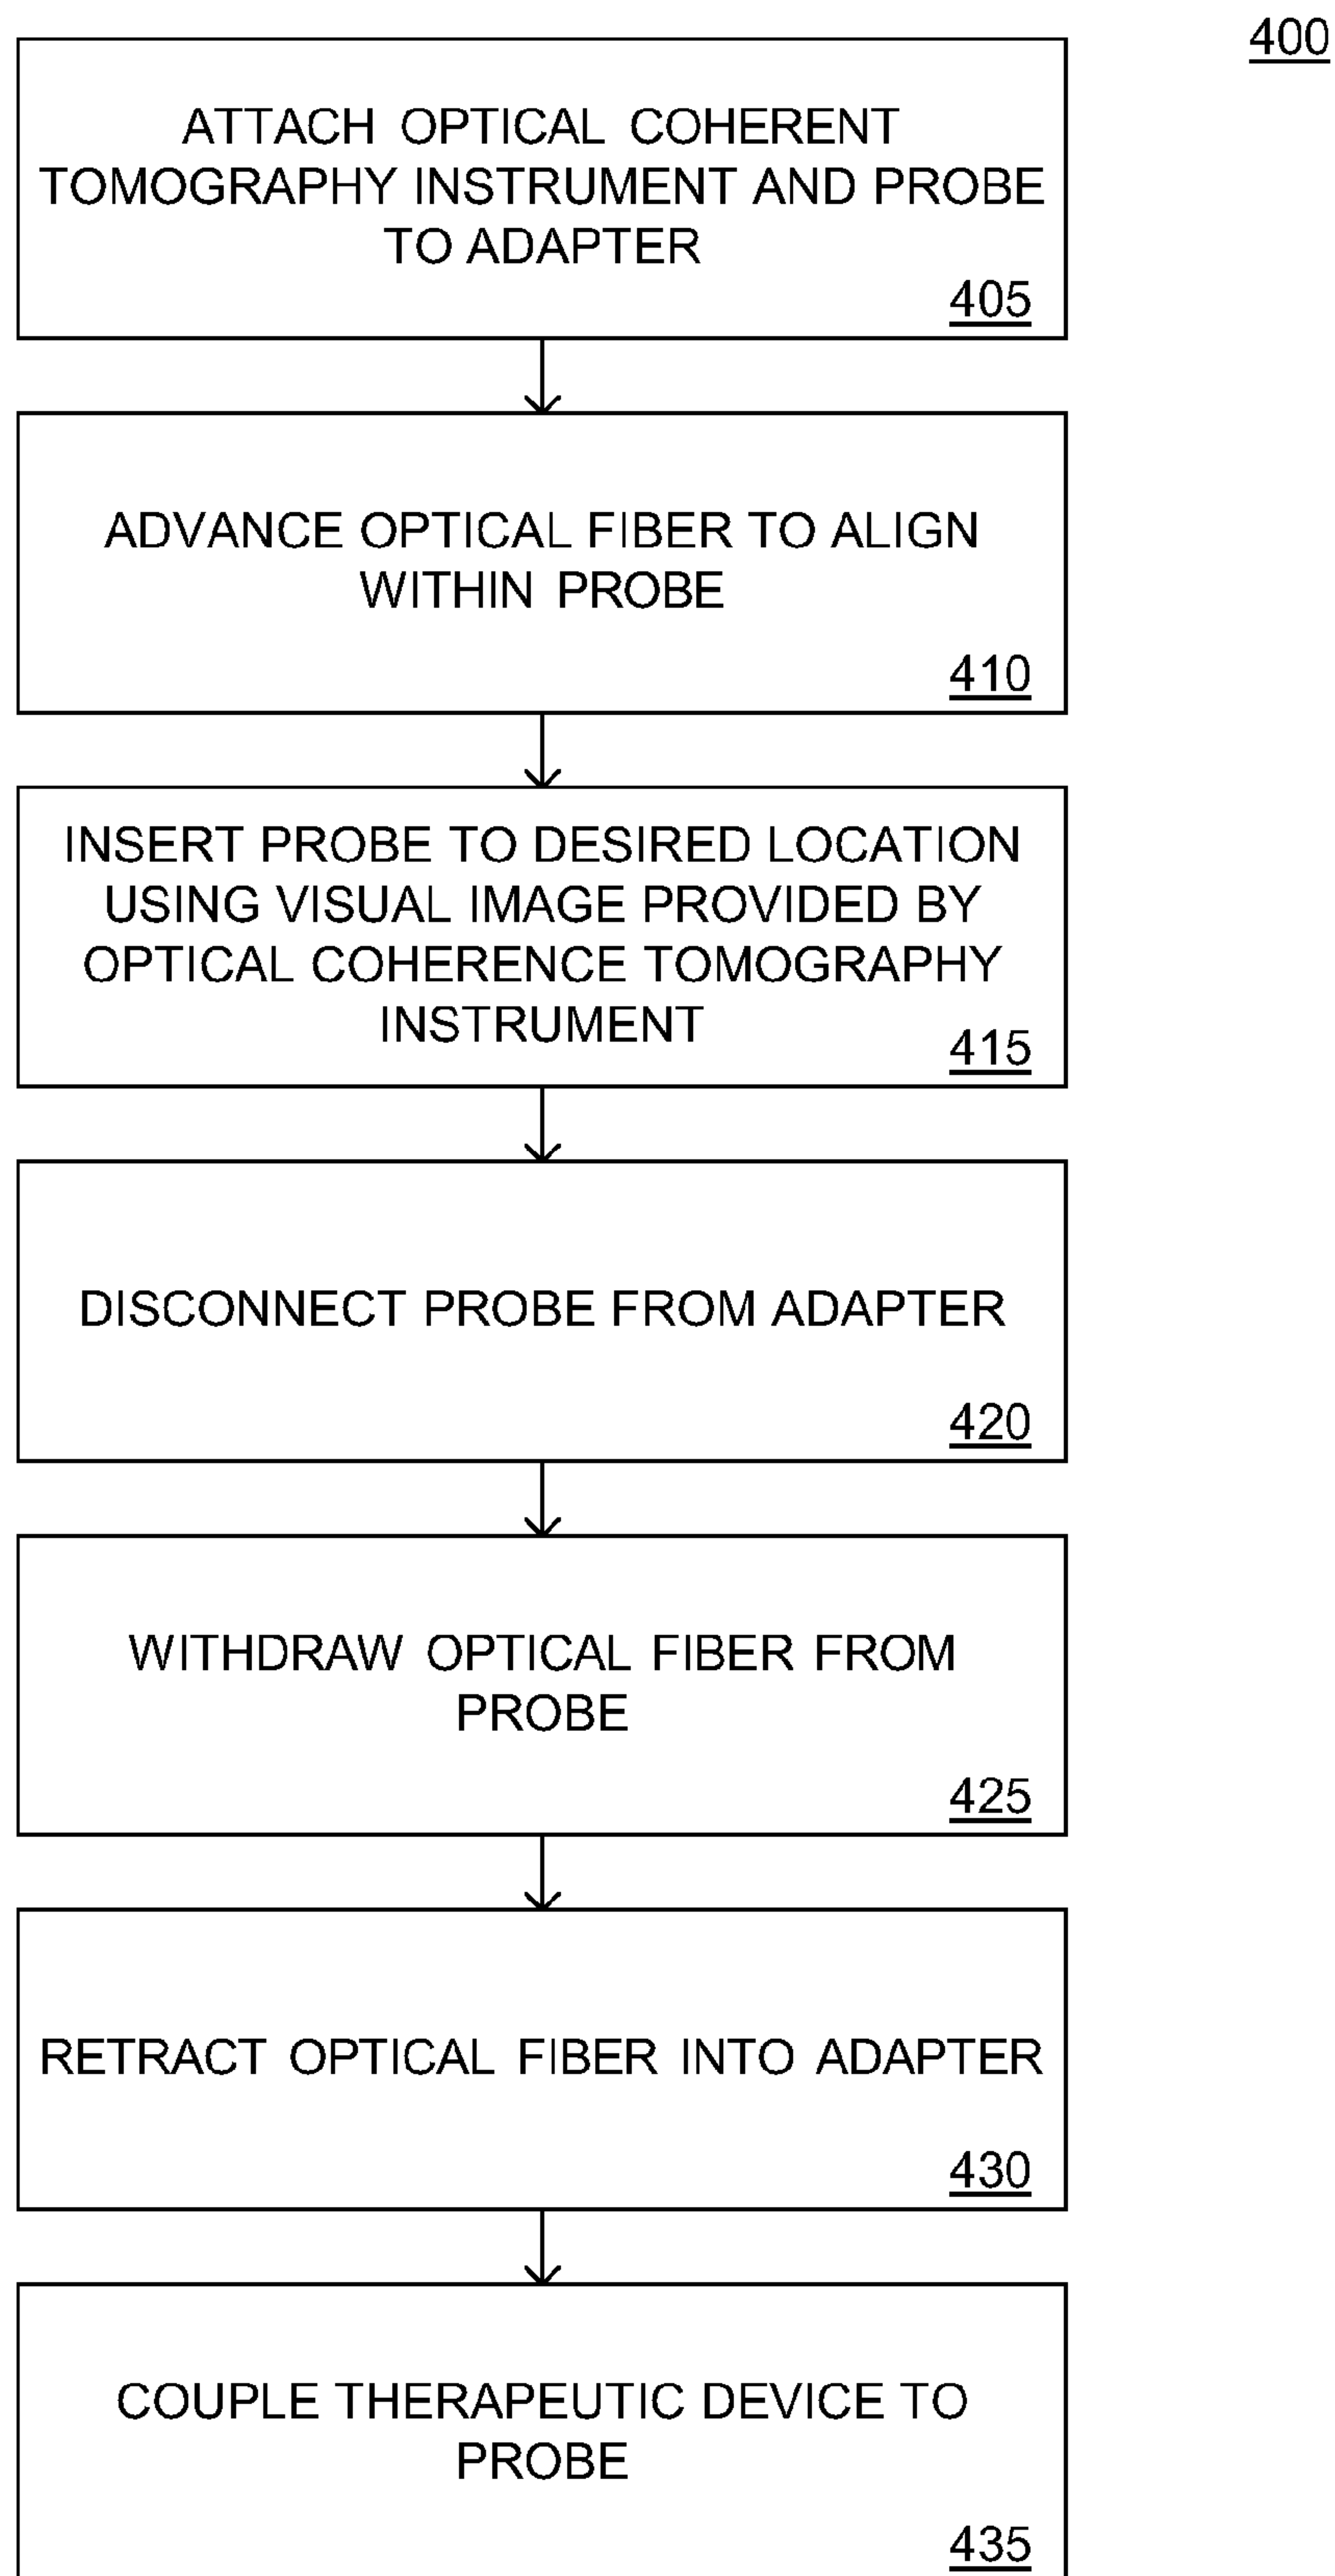 400
ATTACH OPTICAL COHERENT
TOMOGRAPHY INSTRUMENT AND PROBE
TO ADAPTER
405
ADVANCE OPTICAL FIBER TO ALIGN
WITHIN PROBE
410
INSERT PROBE TO DESIRED LOCATION
USING VISUAL IMAGE PROVIDED BY
OPTICAL COHERENCE TOMOGRAPHY
INSTRUMENT
415
DISCONNECT PROBE FROM ADAPTER
420
WITHDRAW OPTICAL FIBER FROM
PROBE
425
RETRACT OPTICAL FIBER INTO ADAPTER
430
COUPLE THERAPEUTIC DEVICE TO
PROBE
435